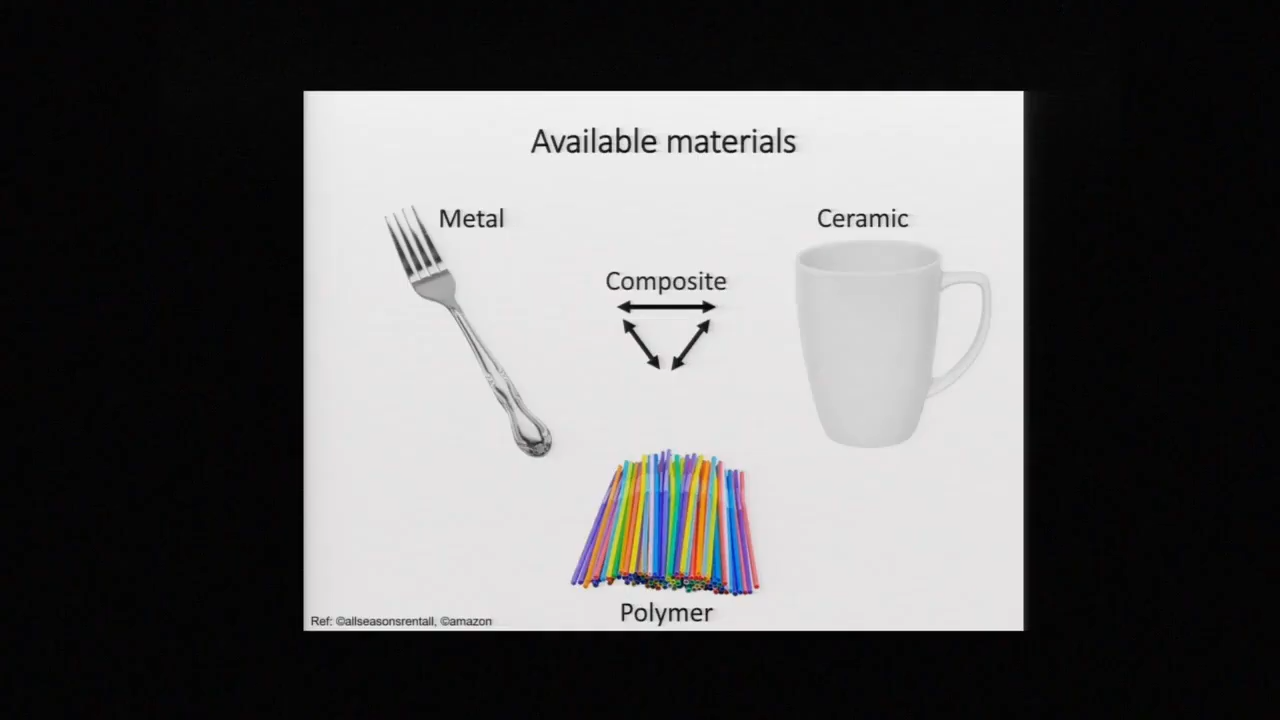 Available materials
Metal
Ceramic
Composite
Polymer
Ref: ©allseasonsrentall, ©amazon